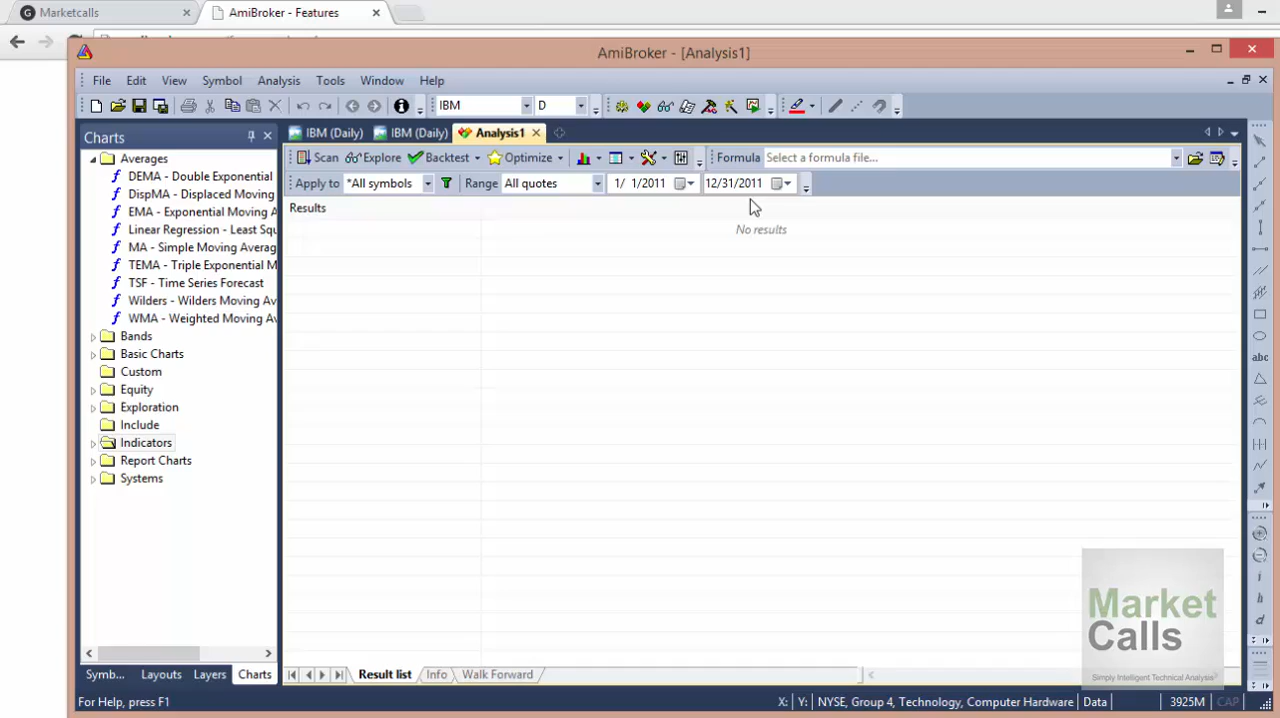 Marketcalls
AmiBroker - Features
AmiBroker - [Analysis1]
File Edit View Symbol Analysis Tools Window Help
IBM D
Charts
IBM (Daily) IBM (Daily) Analysis1
Averages
DEMA - Double Exponential
DispMA - Displaced Moving
EMA - Exponential Moving A
Linear Regression - Least Squ
MA - Simple Moving Averag
TEMA - Triple Exponential M
TSF - Time Series Forecast
Wilders - Wilders Moving Av
WMA - Weighted Moving Av
Bands
Basic Charts
Custom
Equity
Exploration
Include
Indicators
Report Charts
Systems
Symb... Layouts Layers Charts
Scan Explore Backtest Optimize Formula Select a formula file...
Apply to *All symbols Range All quotes 1/ 1/2011 12/31/2011
Results
No results
abc
i
h
d
Market
Calls
Simply Intelligent Technical Analysis
Result list Info Walk Forward
For Help, press F1 X: Y: NYSE, Group 4, Technology, Computer Hardware Data 3925M CAP